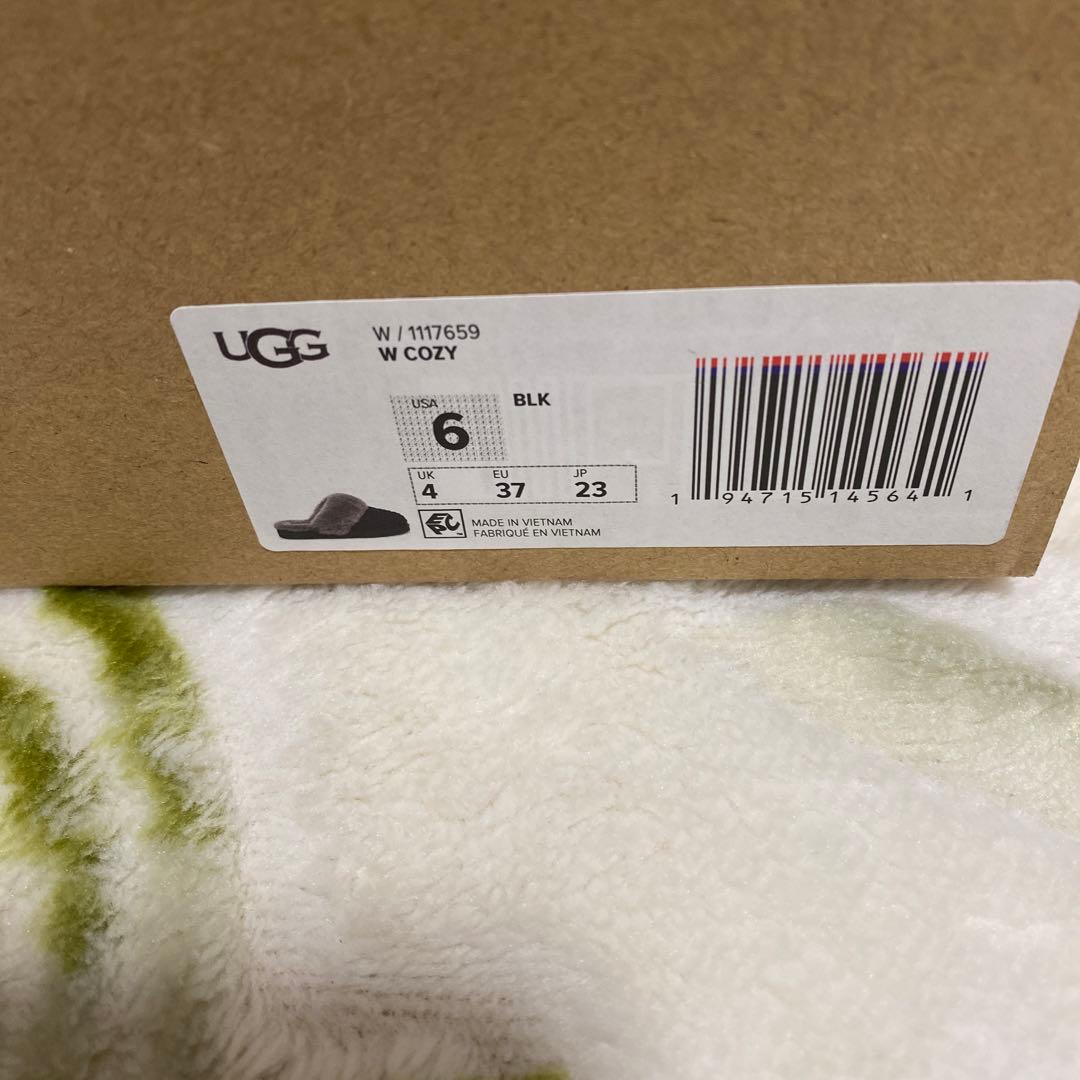 UGG
W / 1117659
W COZY
USA
6
BLK
UK EU JP
4 37 23
EPC
MADE IN VIETNAM
FABRIQUÉ EN VIETNAM
1 94715 14564 1